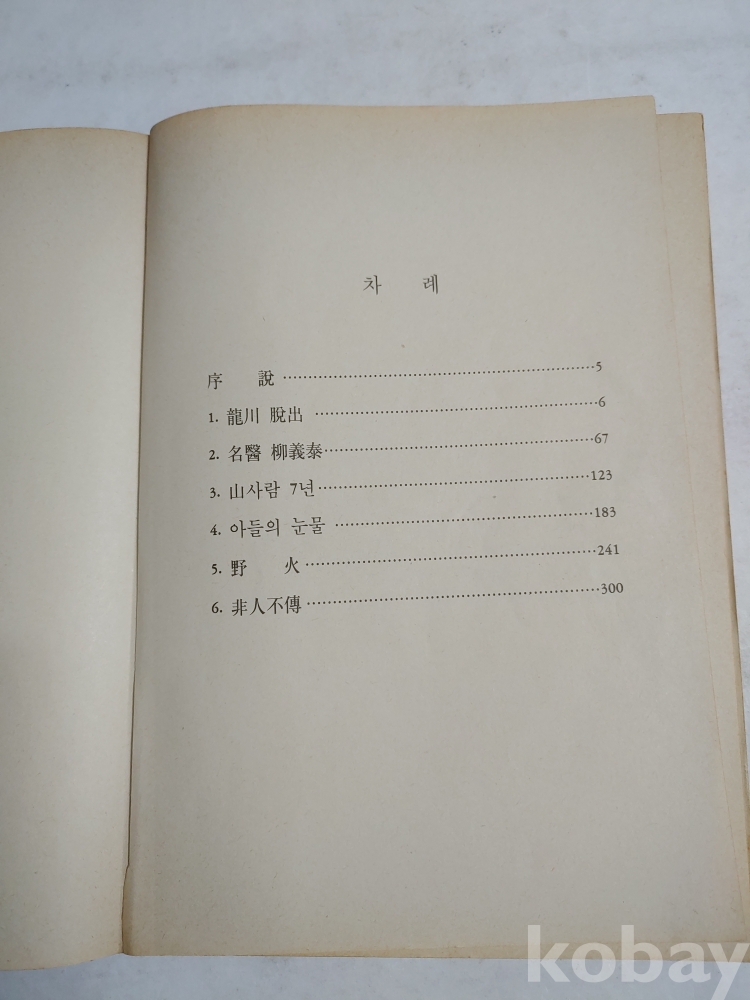 차 례
序 說 ·····································5
1. 龍川 脫出 ·····································6
2. 名醫 柳義泰·····································67
3. 山사람 7년·····································123
4. 아들의 눈물 ·····································183
5. 野 火·····································241
6. 非人不傳·····································300
kobay